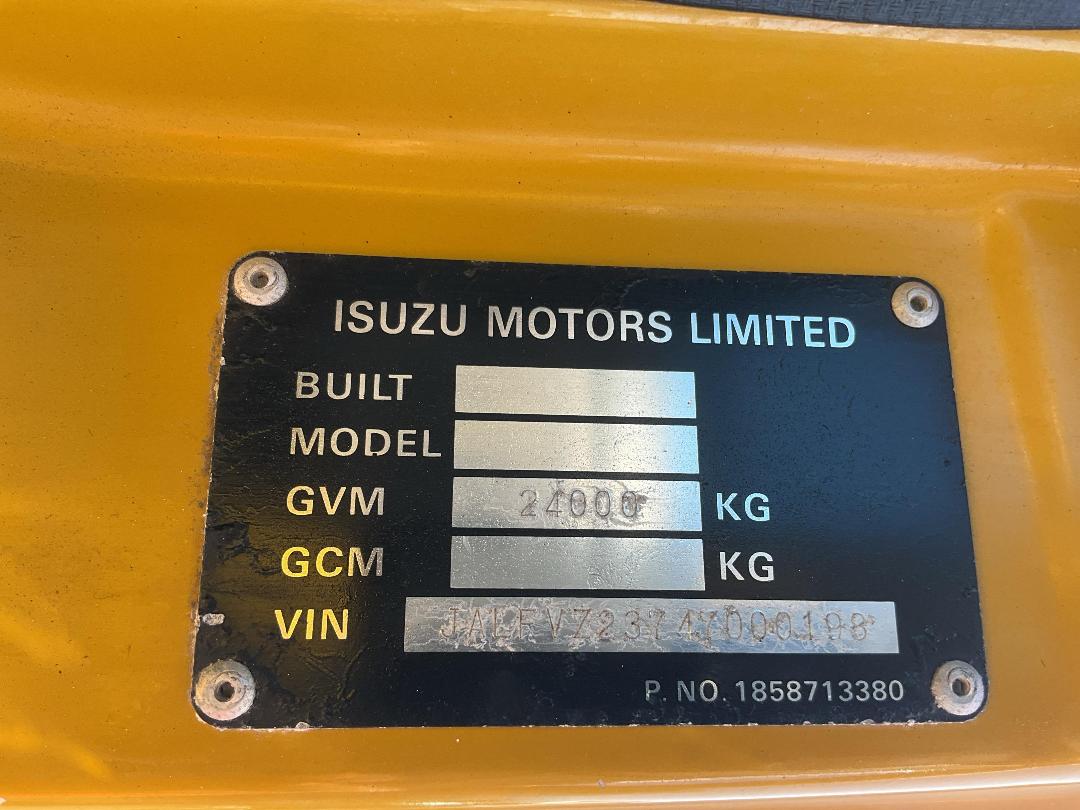 ISUZU MOTORS LIMITED
BUILT
MODEL
GVM 24000 KG
GCM KG
VIN JALFVZ23747000198
P. NO. 1858713380